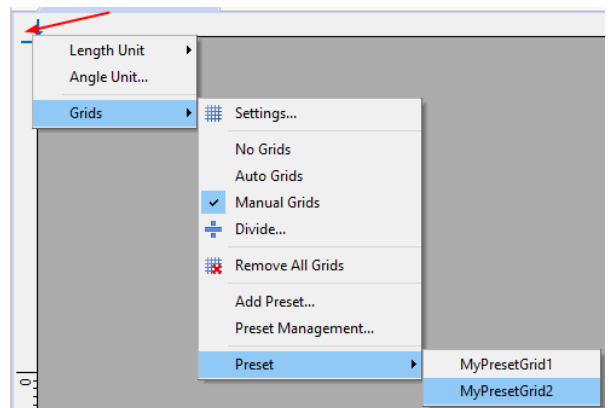 Length Unit
Angle Unit...
Grids
Settings...
No Grids
Auto Grids
Manual Grids
Divide...
Remove All Grids
Add Preset...
Preset Management...
Preset
MyPresetGrid1
MyPresetGrid2
0